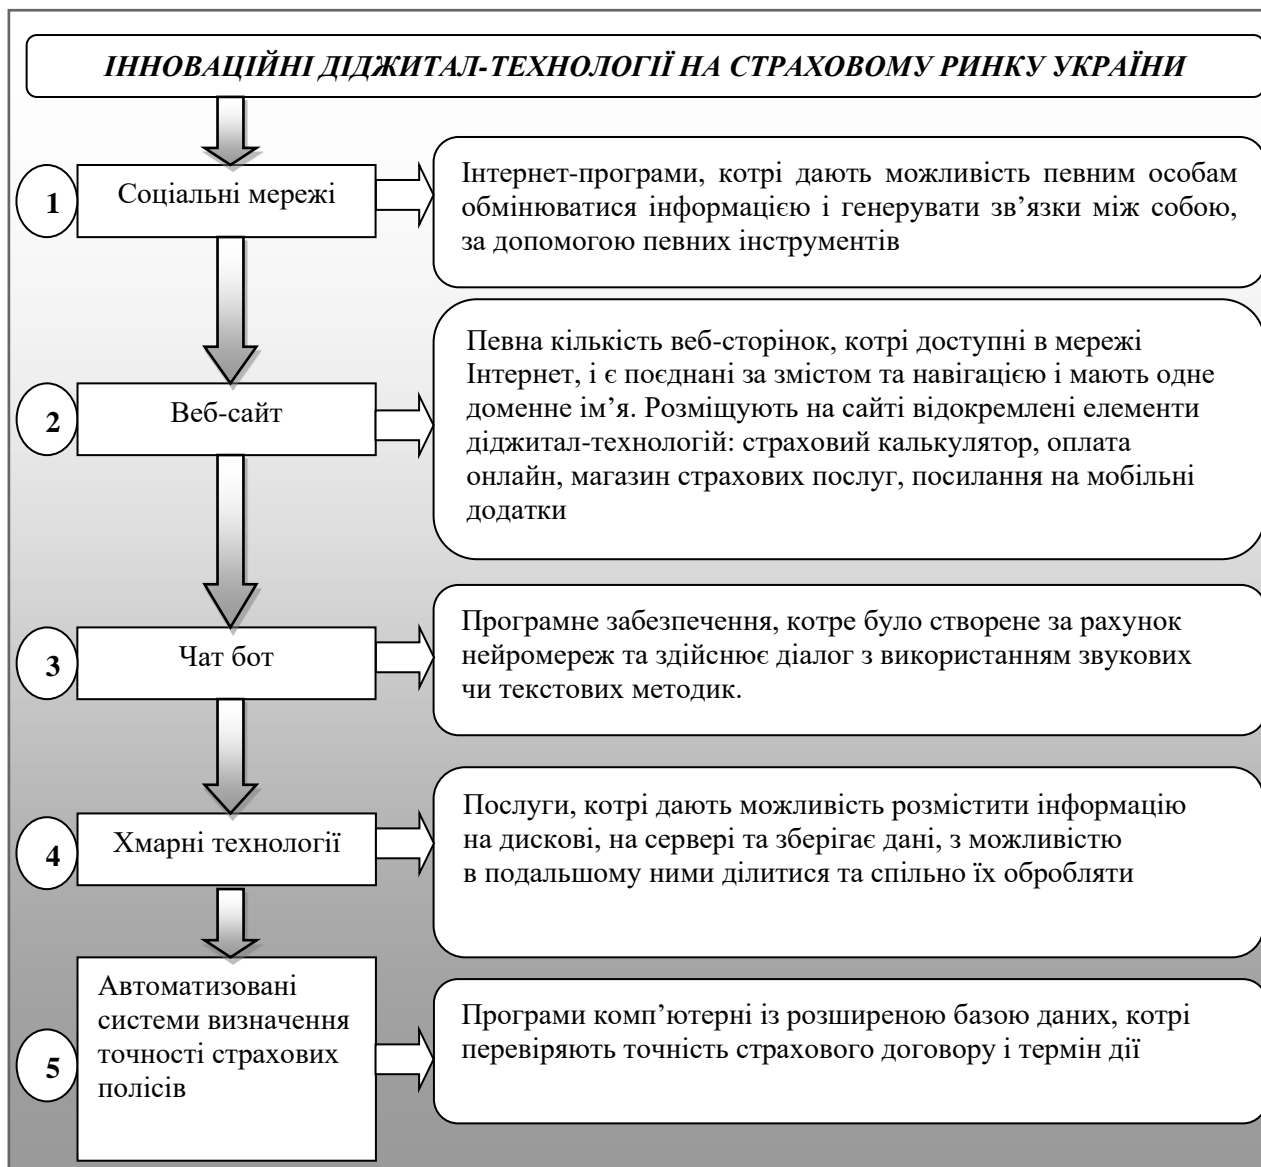 ІННОВАЦІЙНІ ДІДЖИТАЛ-ТЕХНОЛОГІЇ НА СТРАХОВОМУ РИНКУ УКРАЇНИ
1
Соціальні мережі
Інтернет-програми, котрі дають можливість певним особам
обмінюватися інформацією і генерувати зв’язки між собою,
за допомогою певних інструментів
2
Веб-сайт
Певна кількість веб-сторінок, котрі доступні в мережі
Інтернет, і є поєднані за змістом та навігацією і мають одне
доменне ім’я. Розміщують на сайті відокремлені елементи
діджитал-технологій: страховий калькулятор, оплата
онлайн, магазин страхових послуг, посилання на мобільні
додатки
3
Чат бот
Програмне забезпечення, котре було створене за рахунок
нейромереж та здійснює діалог з використанням звукових
чи текстових методик.
4
Хмарні технології
Послуги, котрі дають можливість розмістити інформацію
на дискові, на сервері та зберігає дані, з можливістю
в подальшому ними ділитися та спільно їх обробляти
5
Автоматизовані
системи визначення
точності страхових
полісів
Програми комп’ютерні із розширеною базою даних, котрі
перевіряють точність страхового договору і термін дії